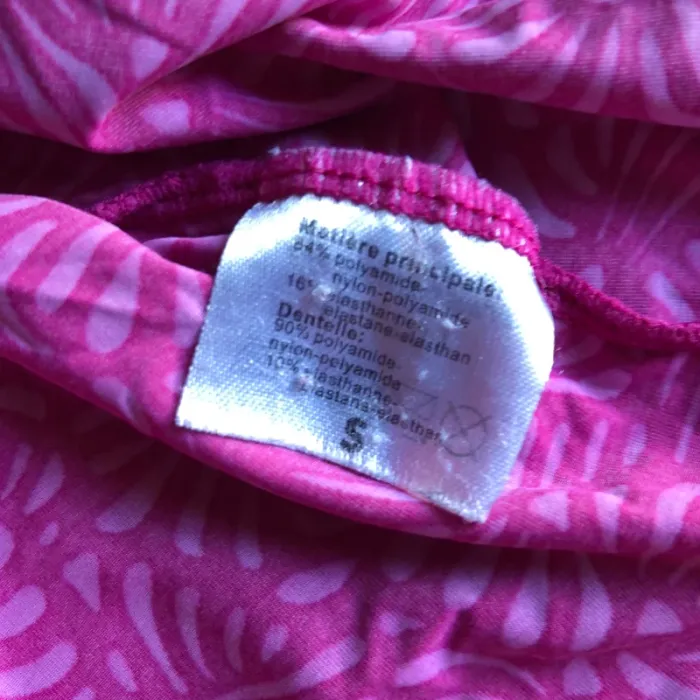 Matière principale:
84% polyamide-
nylon-polyamide
16% elasthanne-
elastane-elasthan
Dentelle:
90% polyamide-
nylon-polyamide
10% elasthanne-
elastane-elasthan
S